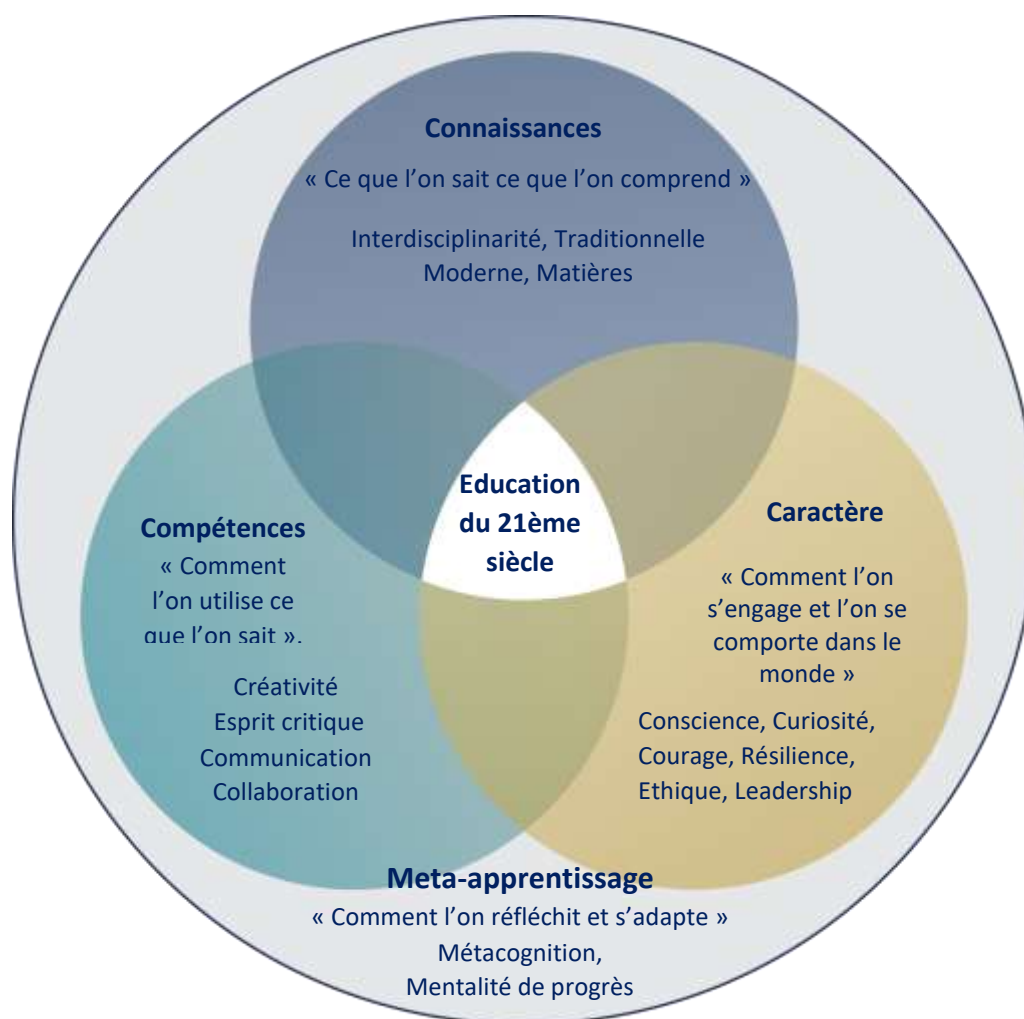 Connaissances
« Ce que l’on sait ce que l’on comprend »
Interdisciplinarité, Traditionnelle
Moderne, Matières
Education
du 21ème
siècle
Compétences
« Comment
l’on utilise ce
que l’on sait ».
Créativité
Esprit critique
Communication
Collaboration
Caractère
« Comment l’on
s’engage et l’on se
comporte dans le
monde »
Conscience, Curiosité,
Courage, Résilience,
Ethique, Leadership
Meta-apprentissage
« Comment l’on réfléchit et s’adapte »
Métacognition,
Mentalité de progrès